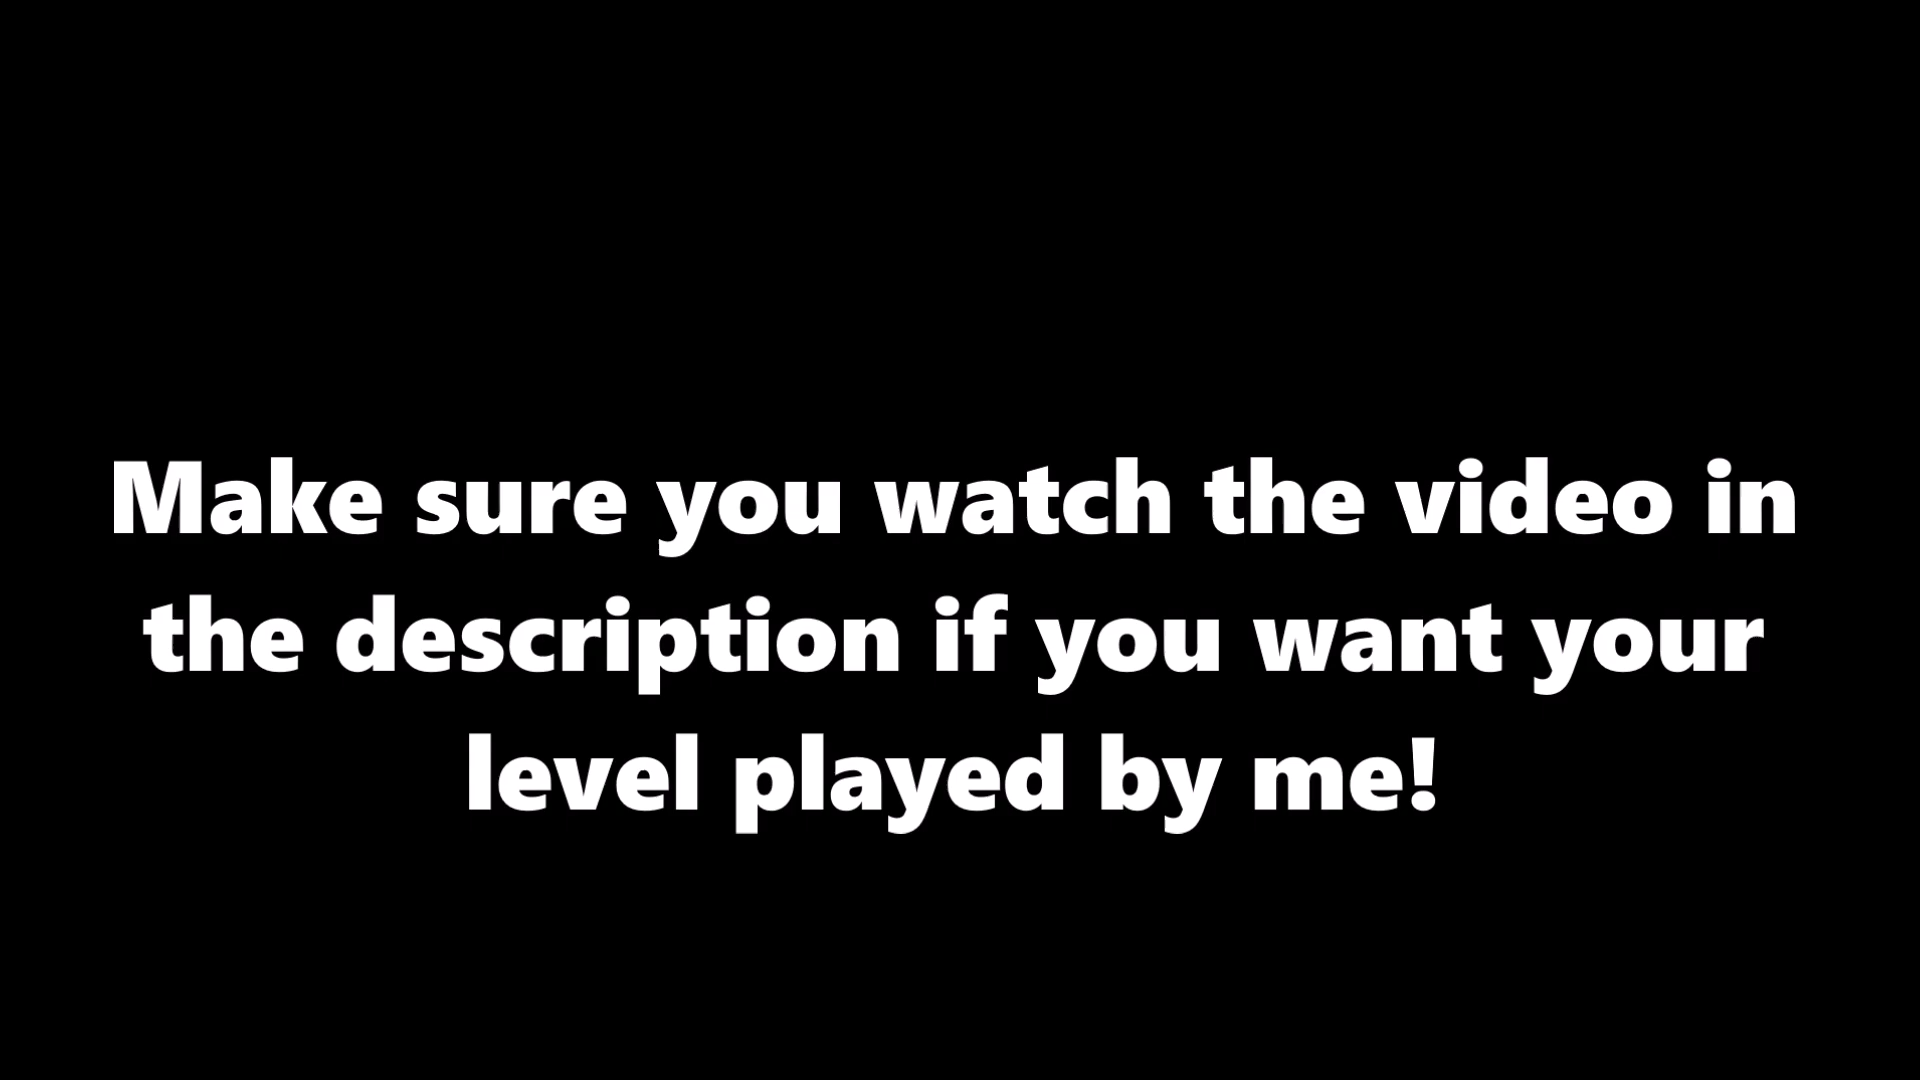 Make sure you watch the video in
the description if you want your
level played by me!